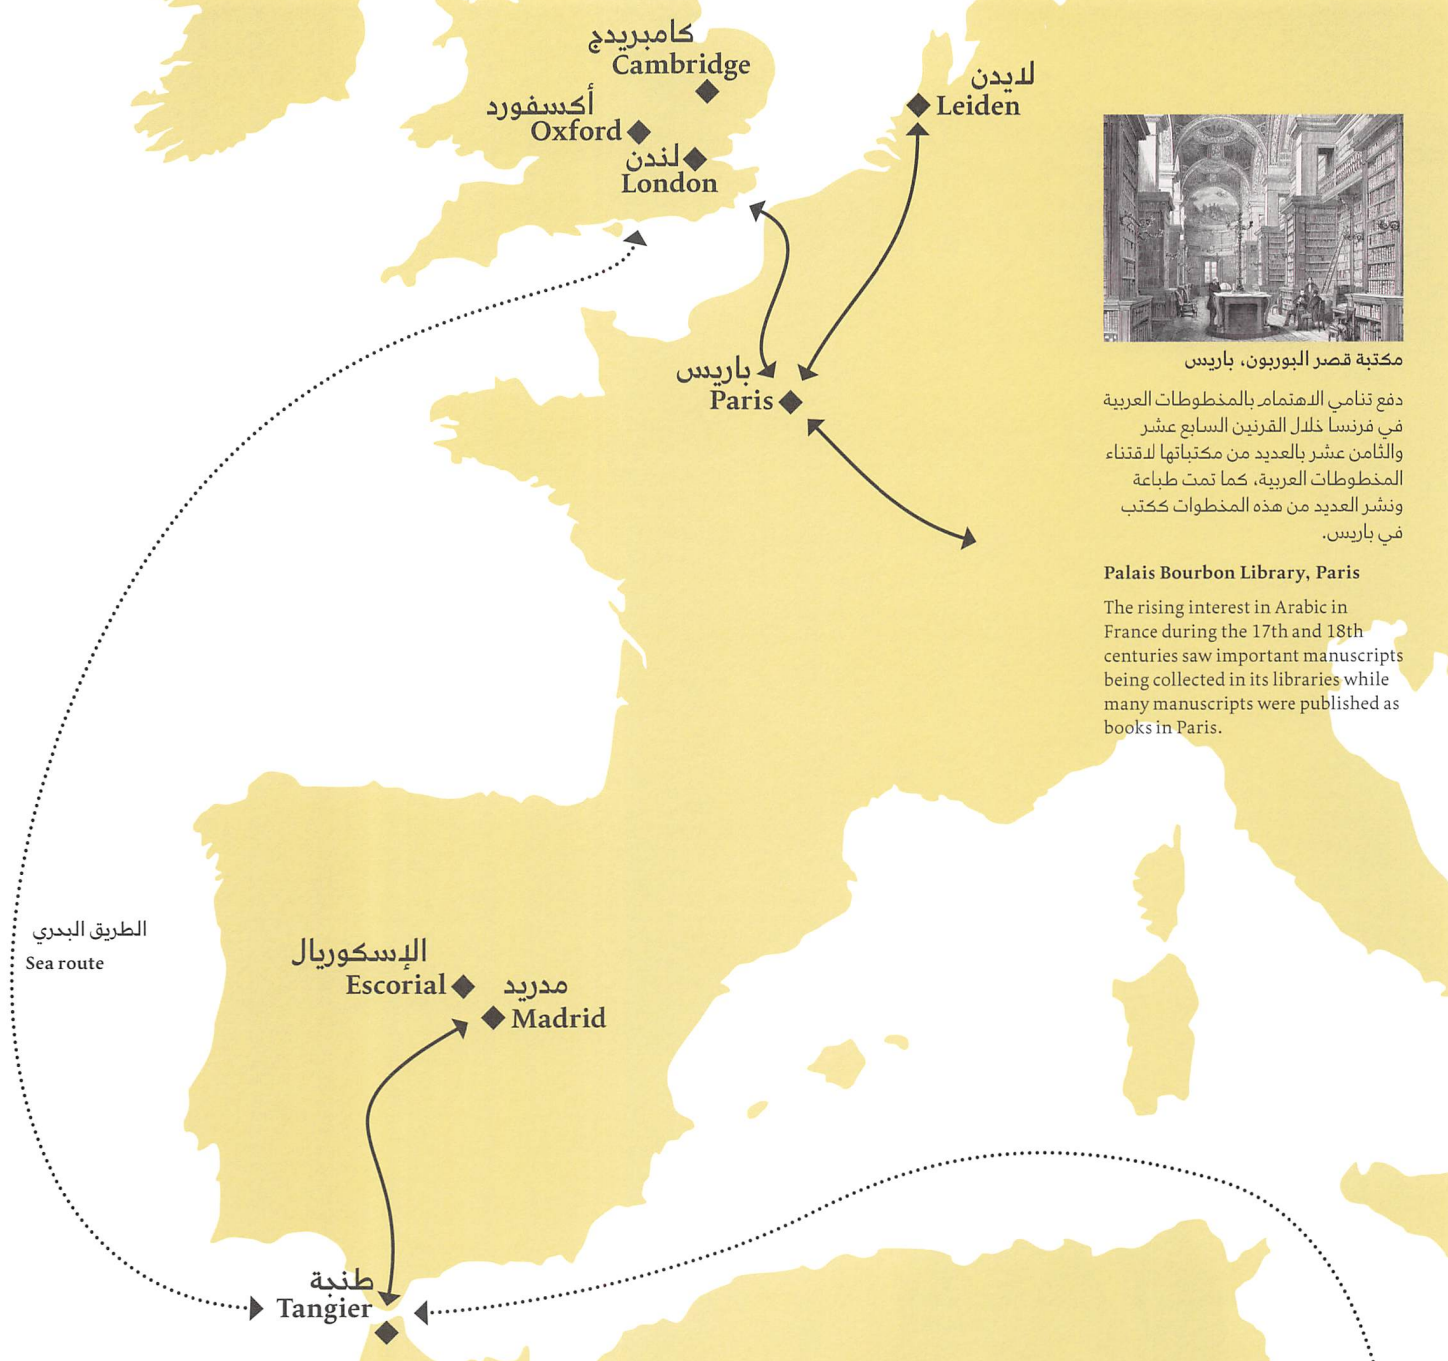 كامبريدج
Cambridge
لايدن
Leiden
أكسفورد
Oxford
لندن
London
باريس
Paris
مكتبة قصر البوربون، باريس
دفع تنامي الاهتمام بالمخطوطات العربية
في فرنسا خلال القرنين السابع عشر
والثامن عشر بالعديد من مكتباتها لاقتناء
المخطوطات العربية، كما تمت طباعة
ونشر العديد من هذه المخطوات ككتب
في باريس.
Palais Bourbon Library, Paris
The rising interest in Arabic in
France during the 17th and 18th
centuries saw important manuscripts
being collected in its libraries while
many manuscripts were published as
books in Paris.
الطريق البحري
Sea route
الإسكوريال
Escorial
مدريد
Madrid
طنجة
Tangier